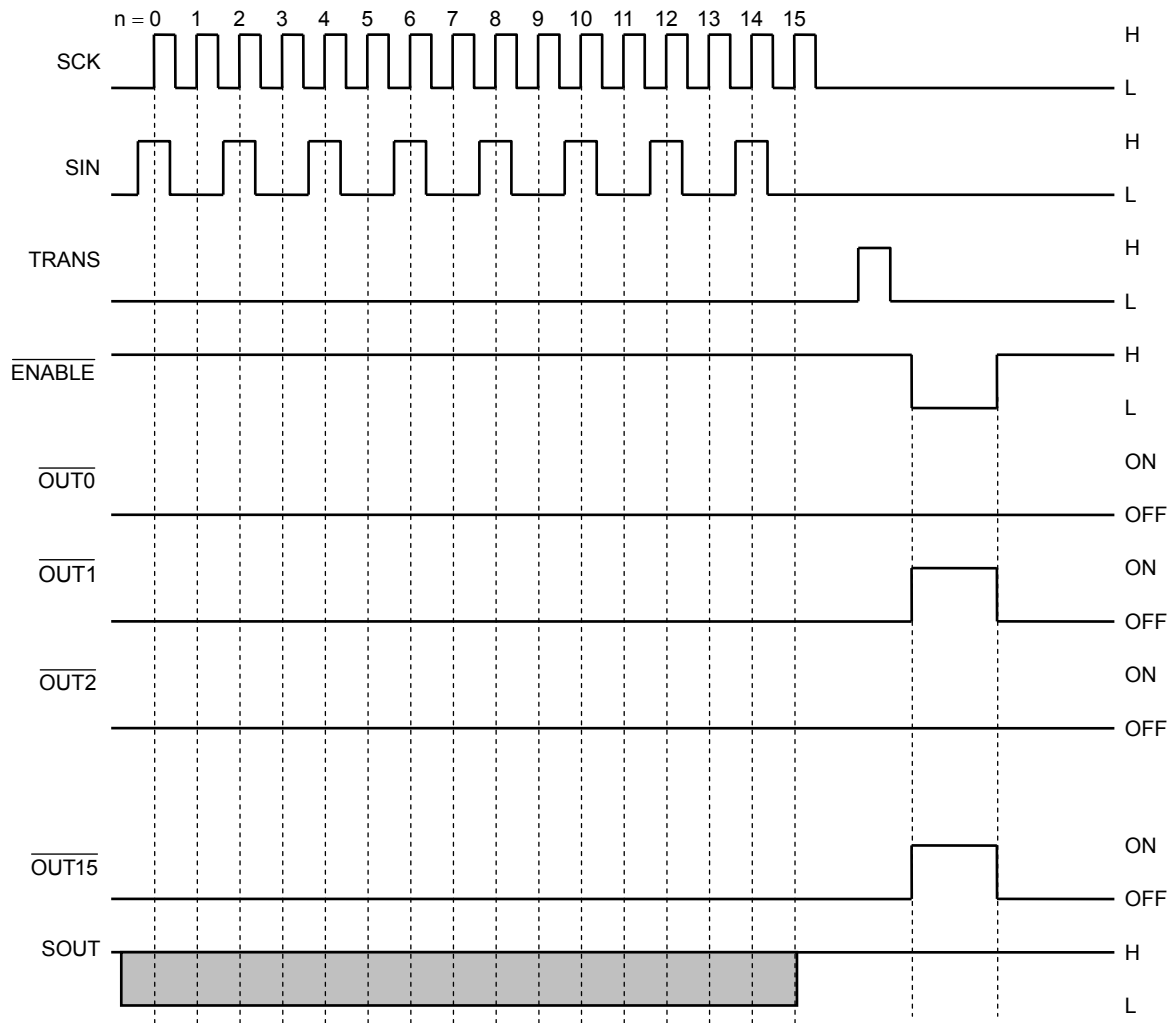 n = 0 1 2 3 4 5 6 7 8 9 10 11 12 13 14 15
SCK
H
L
SIN
H
L
TRANS
H
L
ENABLE
H
L
OUT0
ON
OFF
OUT1
ON
OFF
OUT2
ON
OFF
OUT15
ON
OFF
SOUT
H
L